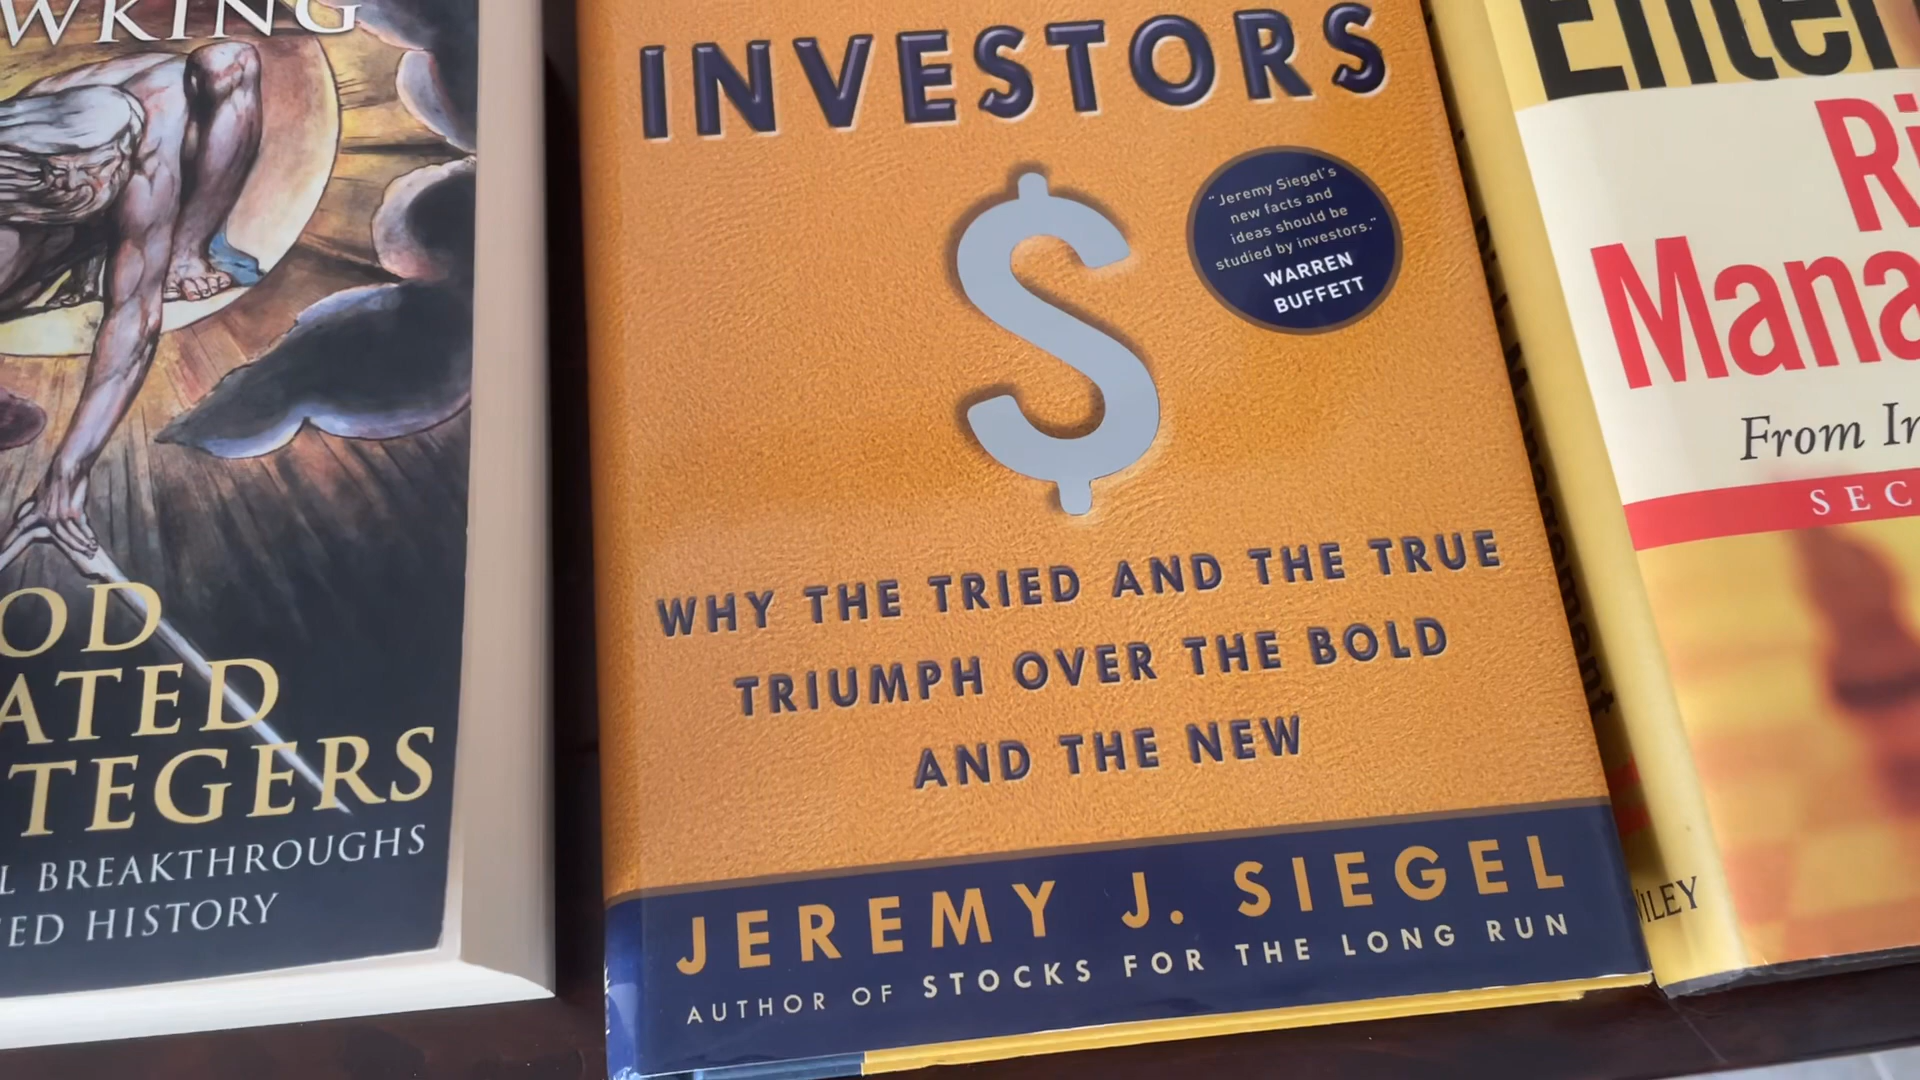 WKING
OD
ATED
TEGERS
L BREAKTHROUGHS
ED HISTORY
INVESTORS
"Jeremy Siegel's
new facts and
ideas should be
studied by investors."
WARREN
BUFFETT
$
WHY THE TRIED AND THE TRUE
TRIUMPH OVER THE BOLD
AND THE NEW
JEREMY J. SIEGEL
AUTHOR OF STOCKS FOR THE LONG RUN
Enter
Ri
Mana
From In
SEC
WILEY